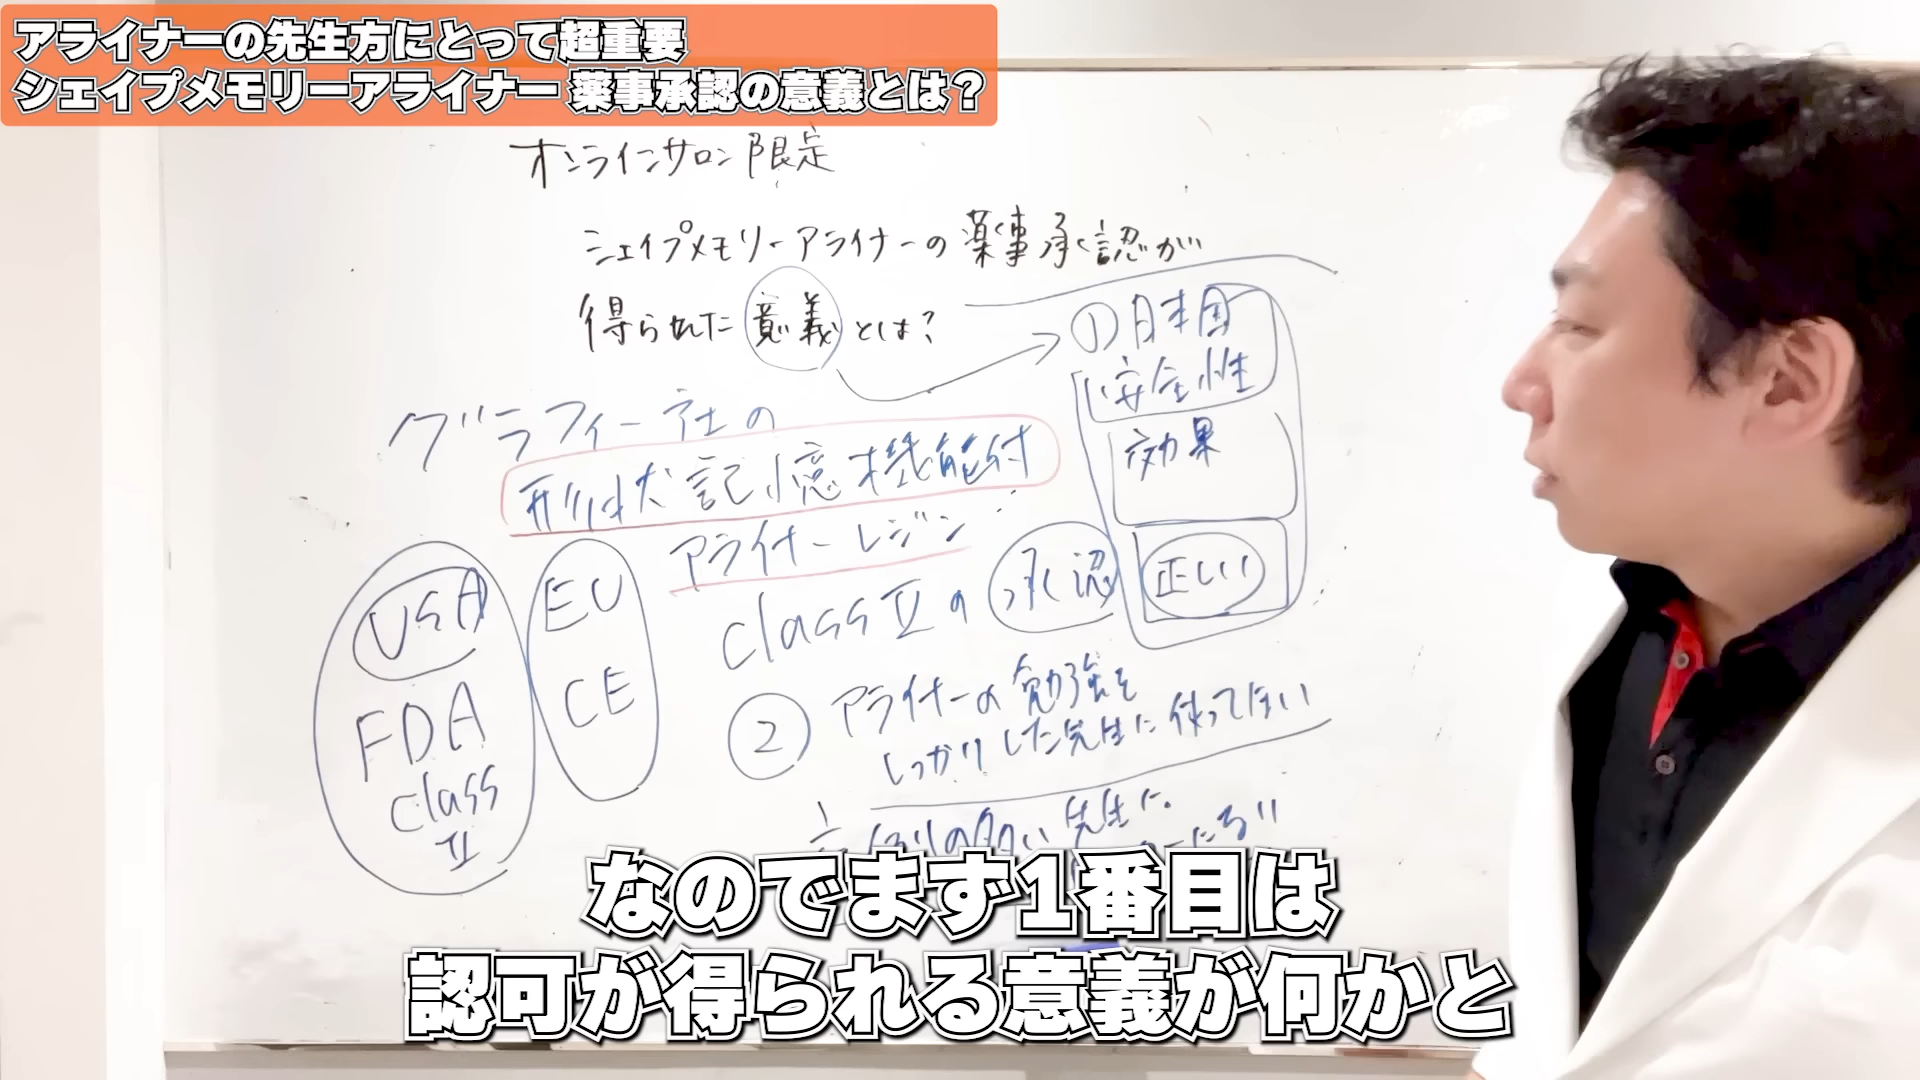 アライナーの先生方にとって超重要
シェイプメモリーアライナー 薬事承認の意義とは？
オンラインサロン限定
シェイプメモリーアライナーの薬事承認が
得られた意義とは?
①日本国
安全性
効果
正しい
グラフィー社の
形状記憶機能付
アライナーレジン
class Ⅱの承認
USA
FDA
class
Ⅱ
EU
CE
② アライナーの勉強を
しっかりした先生に使ってほしい
の多い先生に
なのでまず1番目は
認可が得られる意義が何かと